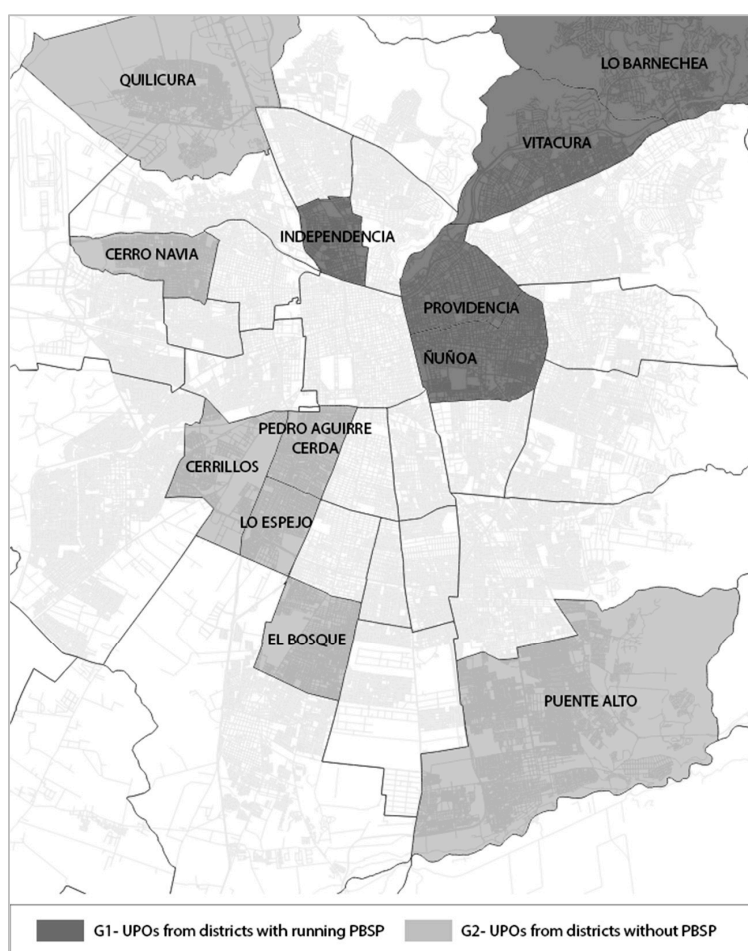 LO BARNECHEA
QUILICURA
VITACURA
INDEPENDENCIA
CERRO NAVIA
PROVIDENCIA
ÑUÑOA
PEDRO AGUIRRE
CERDA
CERRILLOS
LO ESPEJO
EL BOSQUE
PUENTE ALTO
G1- UPOs from districts with running PBSP
G2- UPOs from districts without PBSP